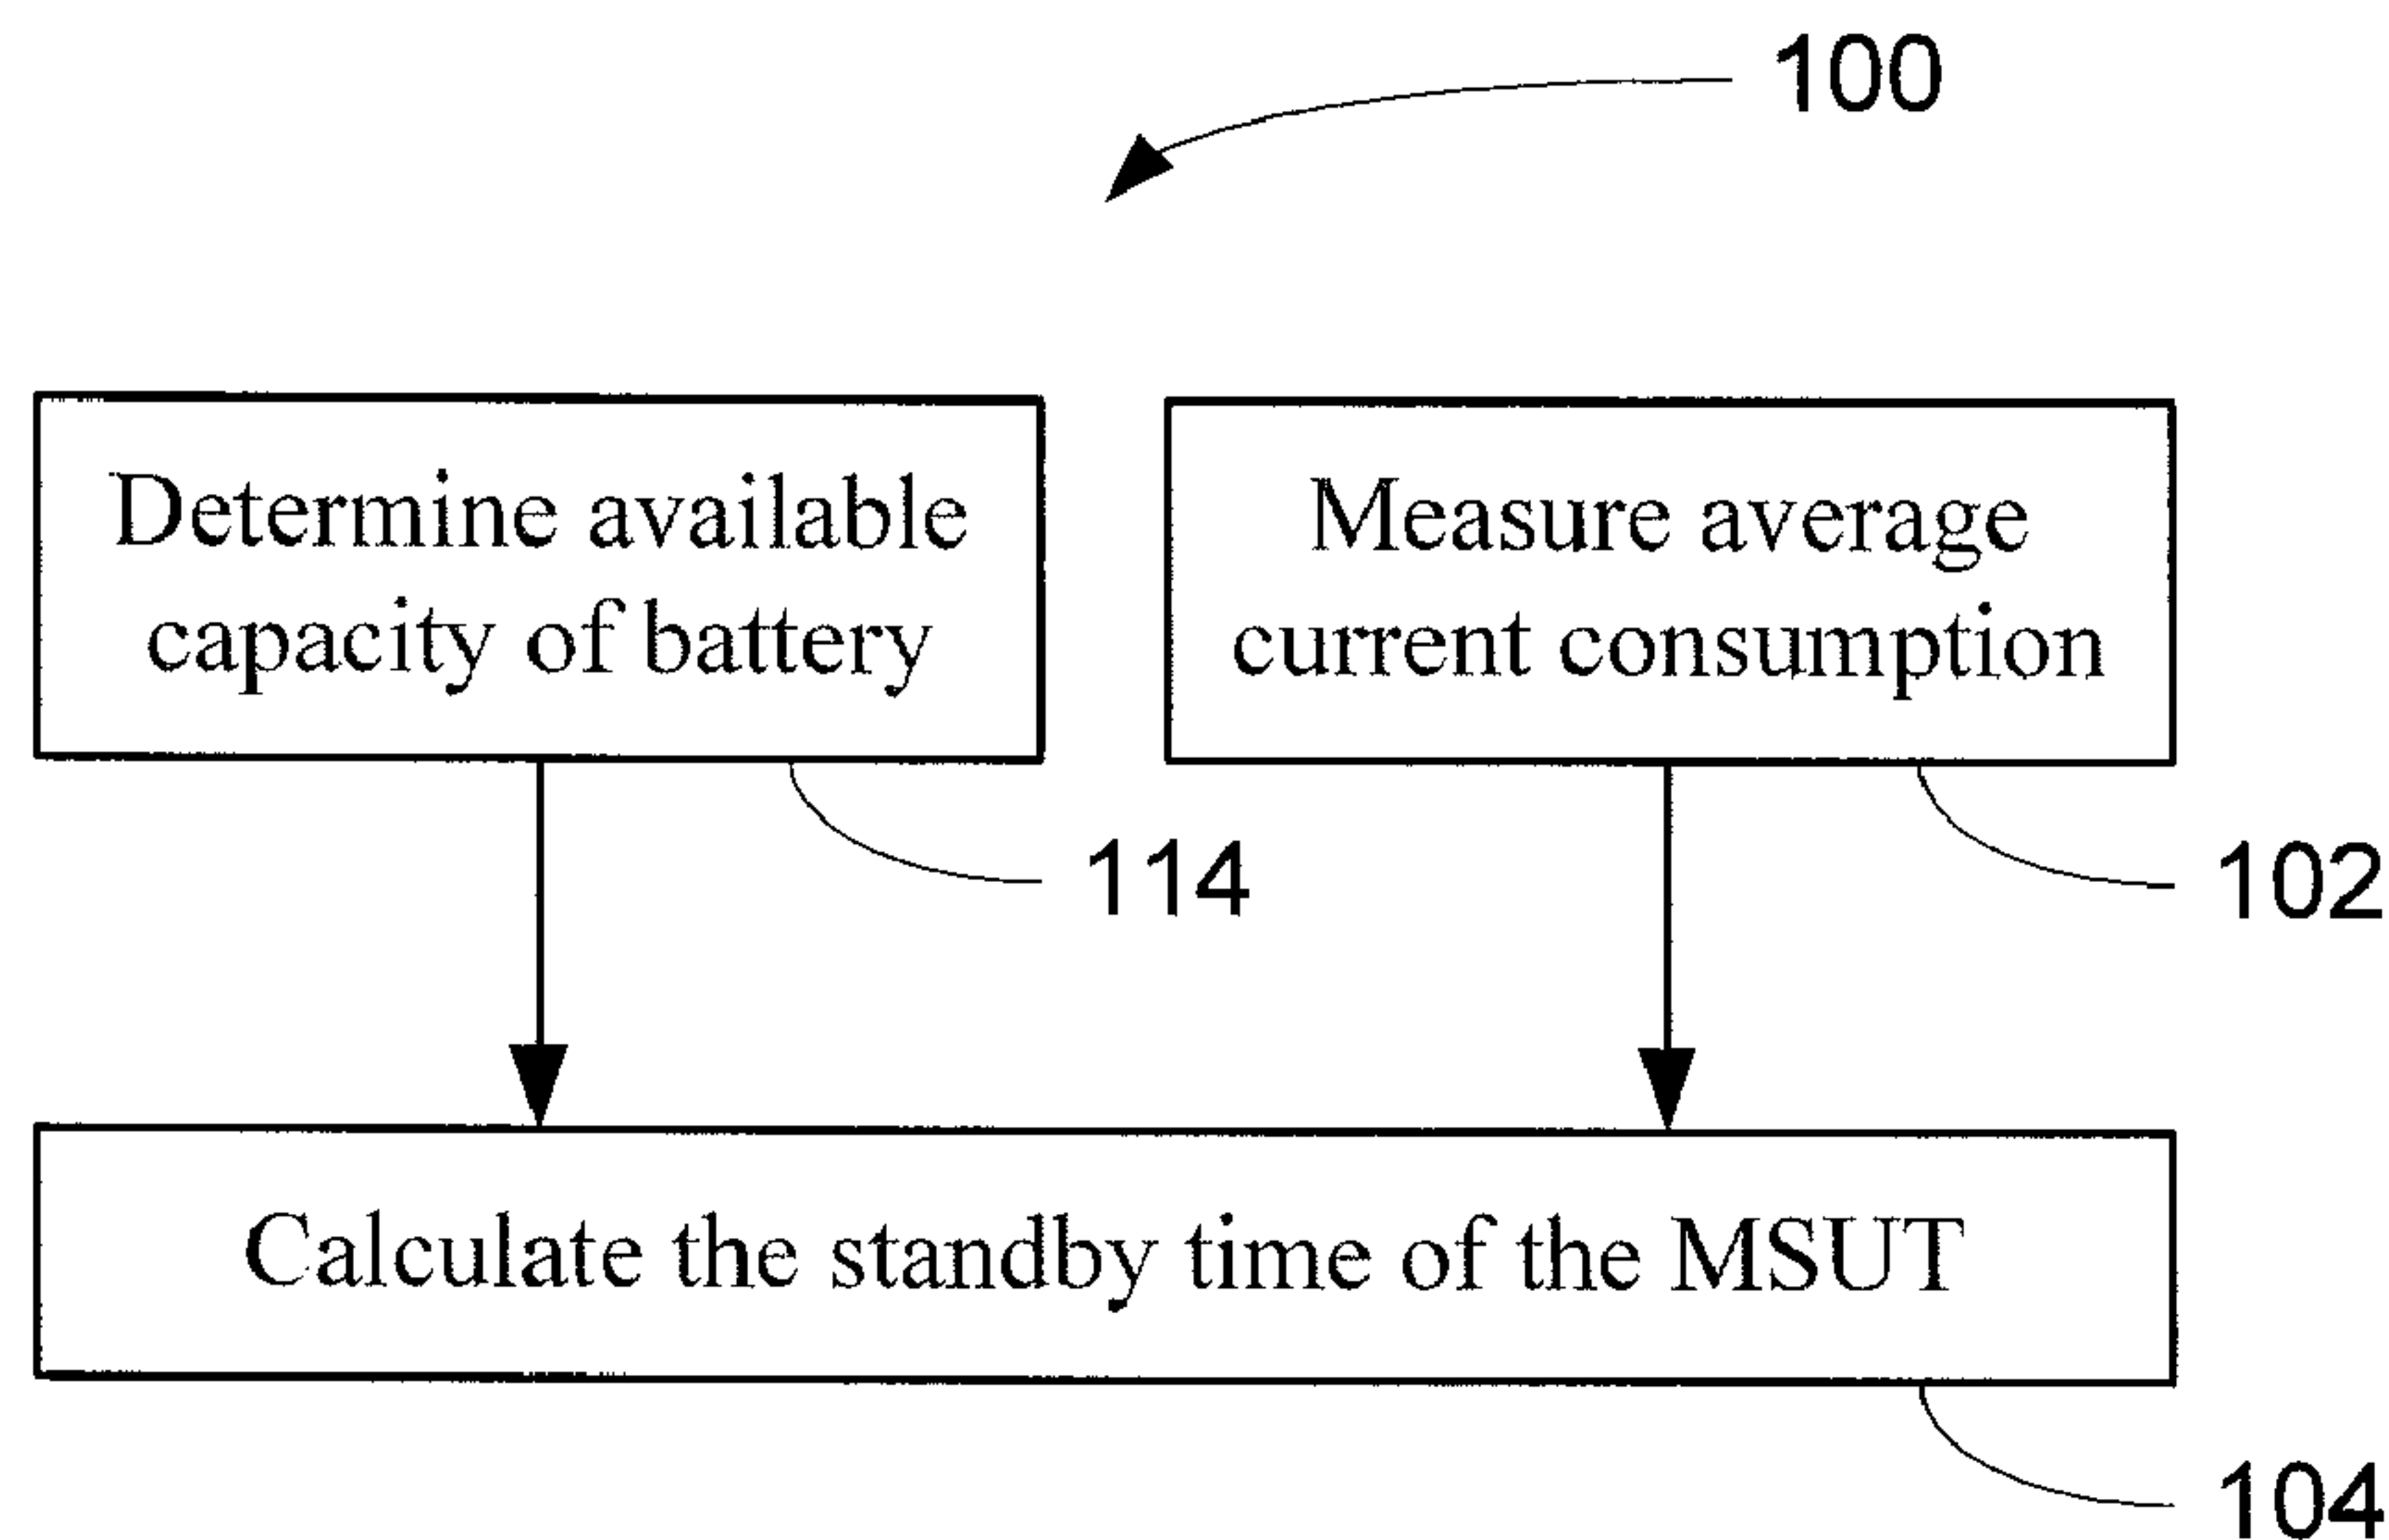 100
Determine available
capacity of battery
Measure average
current consumption
114
102
Calculate the standby time of the MSUT
104